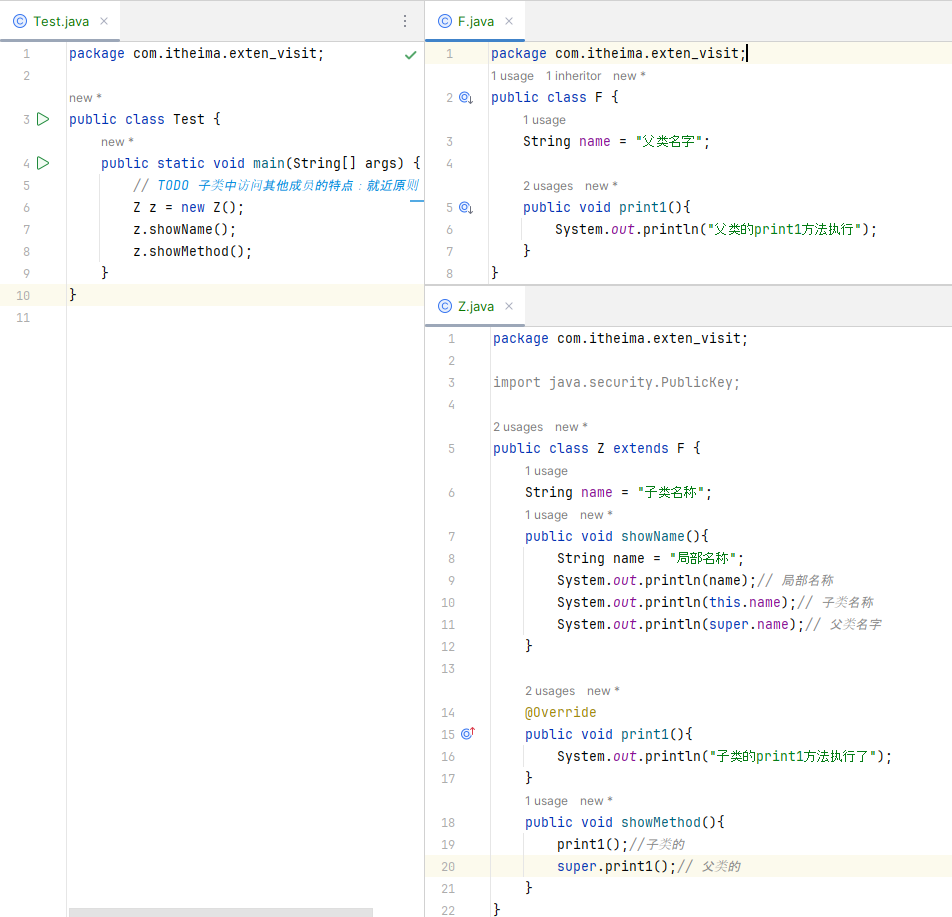 Test.java
1 package com.itheima.exten_visit;
2
new *
3 public class Test {
new *
4 public static void main(String[] args) {
5 // TODO 子类中访问其他成员的特点：就近原则
6 Z z = new Z();
7 z.showName();
8 z.showMethod();
9 }
10 }
11
F.java
1 package com.itheima.exten_visit;
1 usage 1 inheritor new *
2 public class F {
1 usage
3 String name = "父类名字";
4
2 usages new *
5 public void print1(){
6 System.out.println("父类的print1方法执行");
7 }
8 }
Z.java
1 package com.itheima.exten_visit;
2
3 import java.security.PublicKey;
4
2 usages new *
5 public class Z extends F {
1 usage
6 String name = "子类名称";
1 usage new *
7 public void showName(){
8 String name = "局部名称";
9 System.out.println(name);// 局部名称
10 System.out.println(this.name);// 子类名称
11 System.out.println(super.name);// 父类名字
12 }
13
2 usages new *
14 @Override
15 public void print1(){
16 System.out.println("子类的print1方法执行了");
17 }
1 usage new *
18 public void showMethod(){
19 print1();//子类的
20 super.print1();// 父类的
21 }
22 }